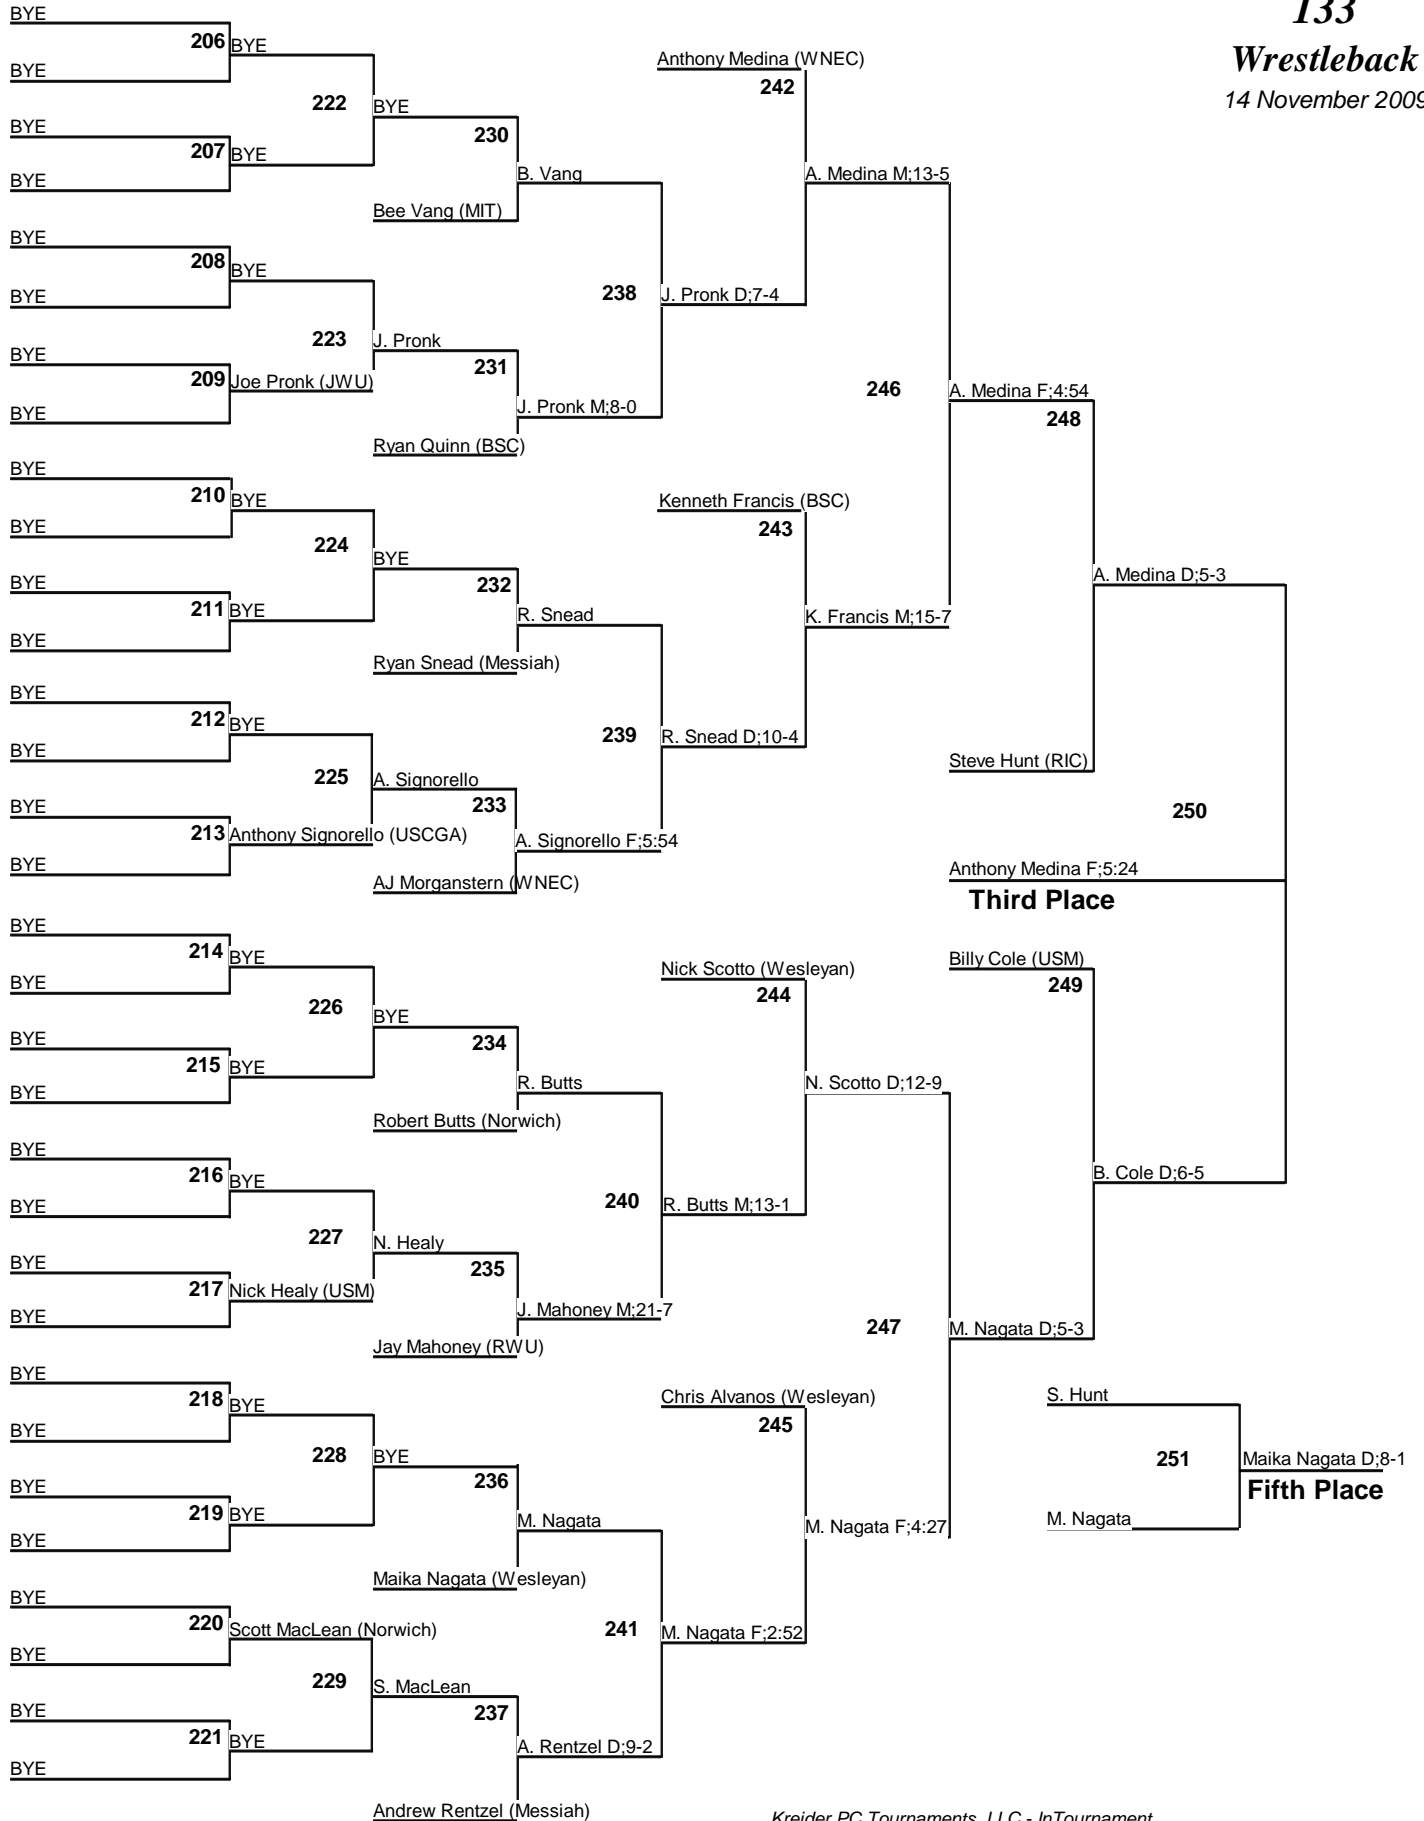 133
Wrestleback
14 November 2009
BYE
206 BYE
BYE
222 BYE
BYE
207 BYE
BYE
230
B. Vang
Bee Vang (MIT)
BYE
208 BYE
BYE
238 J. Pronk D;7-4
223 J. Pronk
BYE
209 Joe Pronk (JWU)
BYE
231
J. Pronk M;8-0
Ryan Quinn (BSC)
Anthony Medina (WNEC)
242
A. Medina M;13-5
246 A. Medina F;4:54
248
BYE
210 BYE
BYE
224 BYE
BYE
211 BYE
BYE
232
R. Snead
Ryan Snead (Messiah)
BYE
212 BYE
BYE
239 R. Snead D;10-4
225 A. Signorello
BYE
213 Anthony Signorello (USCGA)
BYE
233
A. Signorello F;5:54
AJ Morganstern (WNEC)
Kenneth Francis (BSC)
243
K. Francis M;15-7
A. Medina D;5-3
Steve Hunt (RIC)
250
Anthony Medina F;5:24
Third Place
BYE
214 BYE
BYE
226 BYE
BYE
215 BYE
BYE
234
R. Butts
Robert Butts (Norwich)
BYE
216 BYE
BYE
240 R. Butts M;13-1
227 N. Healy
BYE
217 Nick Healy (USM)
BYE
235
J. Mahoney M;21-7
Jay Mahoney (RWU)
Nick Scotto (Wesleyan)
244
N. Scotto D;12-9
Billy Cole (USM)
249
B. Cole D;6-5
247 M. Nagata D;5-3
BYE
218 BYE
BYE
228 BYE
BYE
219 BYE
BYE
236
M. Nagata
Maika Nagata (Wesleyan)
BYE
220 Scott MacLean (Norwich)
BYE
241 M. Nagata F;2:52
229 S. MacLean
BYE
221 BYE
BYE
237
A. Rentzel D;9-2
Andrew Rentzel (Messiah)
Chris Alvanos (Wesleyan)
245
M. Nagata F;4:27
S. Hunt
251 Maika Nagata D;8-1
Fifth Place
M. Nagata
Kreider PC Tournaments, LLC - InTournament